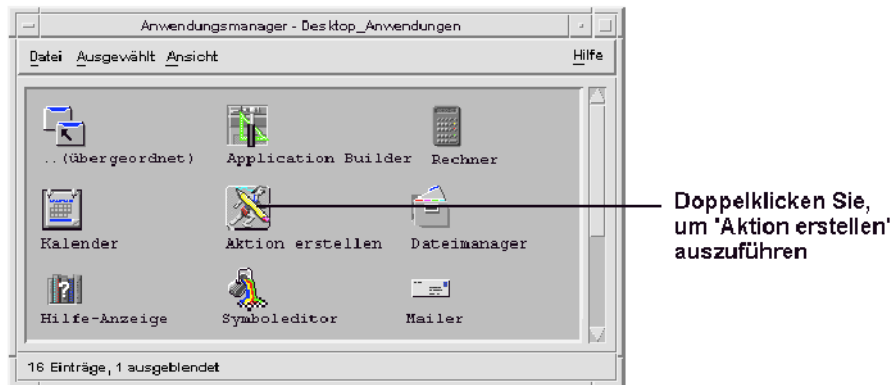 Anwendungsmanager - Desktop_Anwendungen
Datei Ausgewählt Ansicht Hilfe
..(übergeordnet) Application Builder Rechner
Kalender Aktion erstellen Dateimanager
Doppelklicken Sie,
um 'Aktion erstellen'
auszuführen
Hilfe-Anzeige Symboleditor Mailer
16 Einträge, 1 ausgeblendet